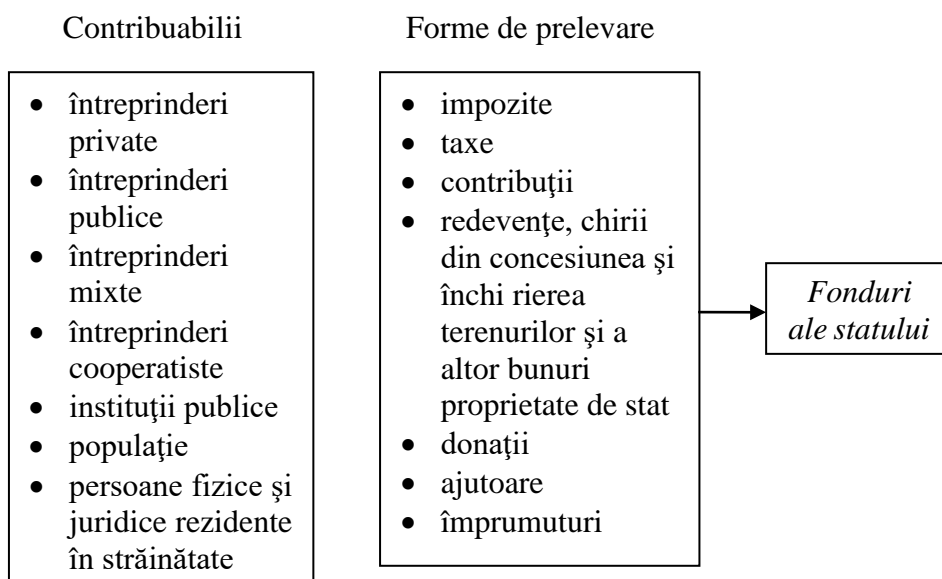 Contribuabilii
Forme de prelevare
• întreprinderi
private
• întreprinderi
publice
• întreprinderi
mixte
• întreprinderi
cooperatiste
• instituţii publice
• populaţie
• persoane fizice şi
juridice rezidente
în străinătate
• impozite
• taxe
• contribuţii
• redevenţe, chirii
din concesiunea şi
închi rierea
terenurilor şi a
altor bunuri
proprietate de stat
• donaţii
• ajutoare
• împrumuturi
Fonduri
ale statului